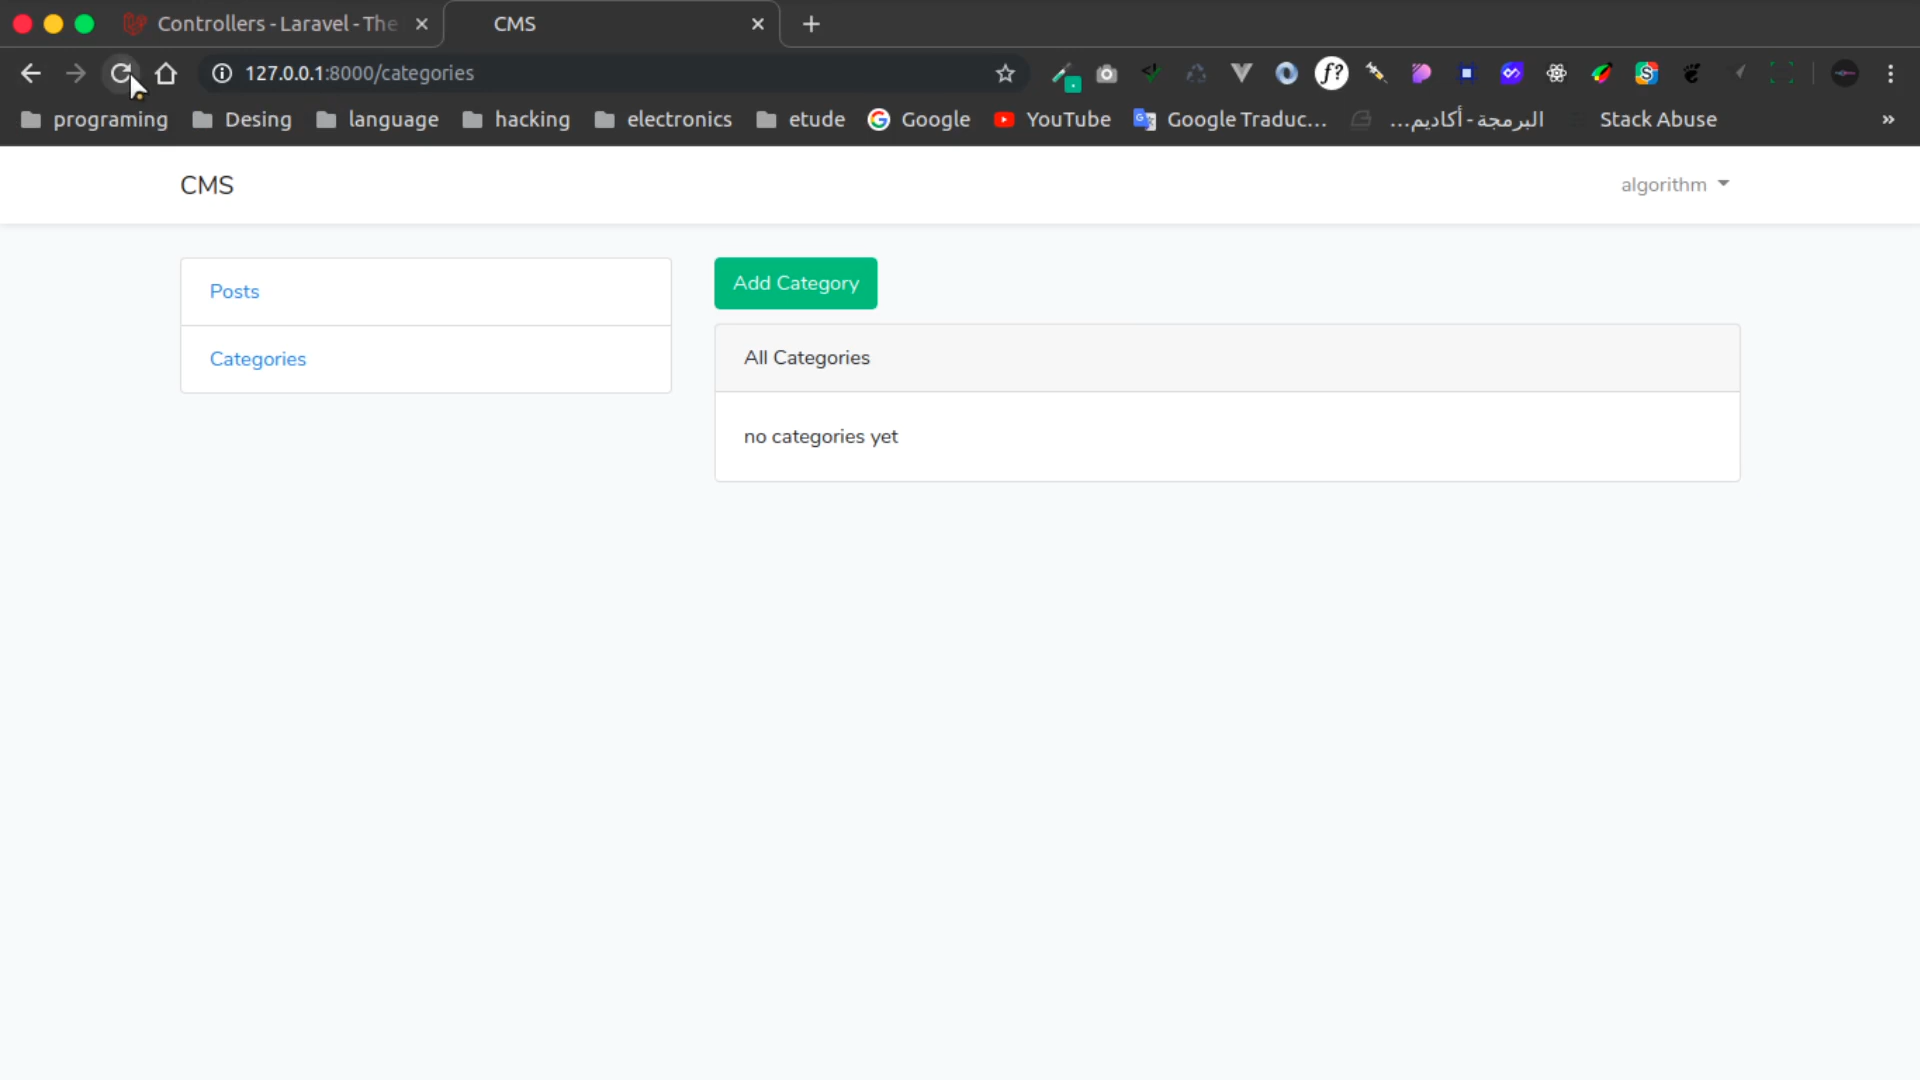 Controllers - Laravel - The
CMS
127.0.0.1:8000/categories
programing
Desing
language
hacking
electronics
etude
Google
YouTube
Google Traduc...
البرمجة - أكاديم...
Stack Abuse
CMS
algorithm
Posts
Categories
Add Category
All Categories
no categories yet